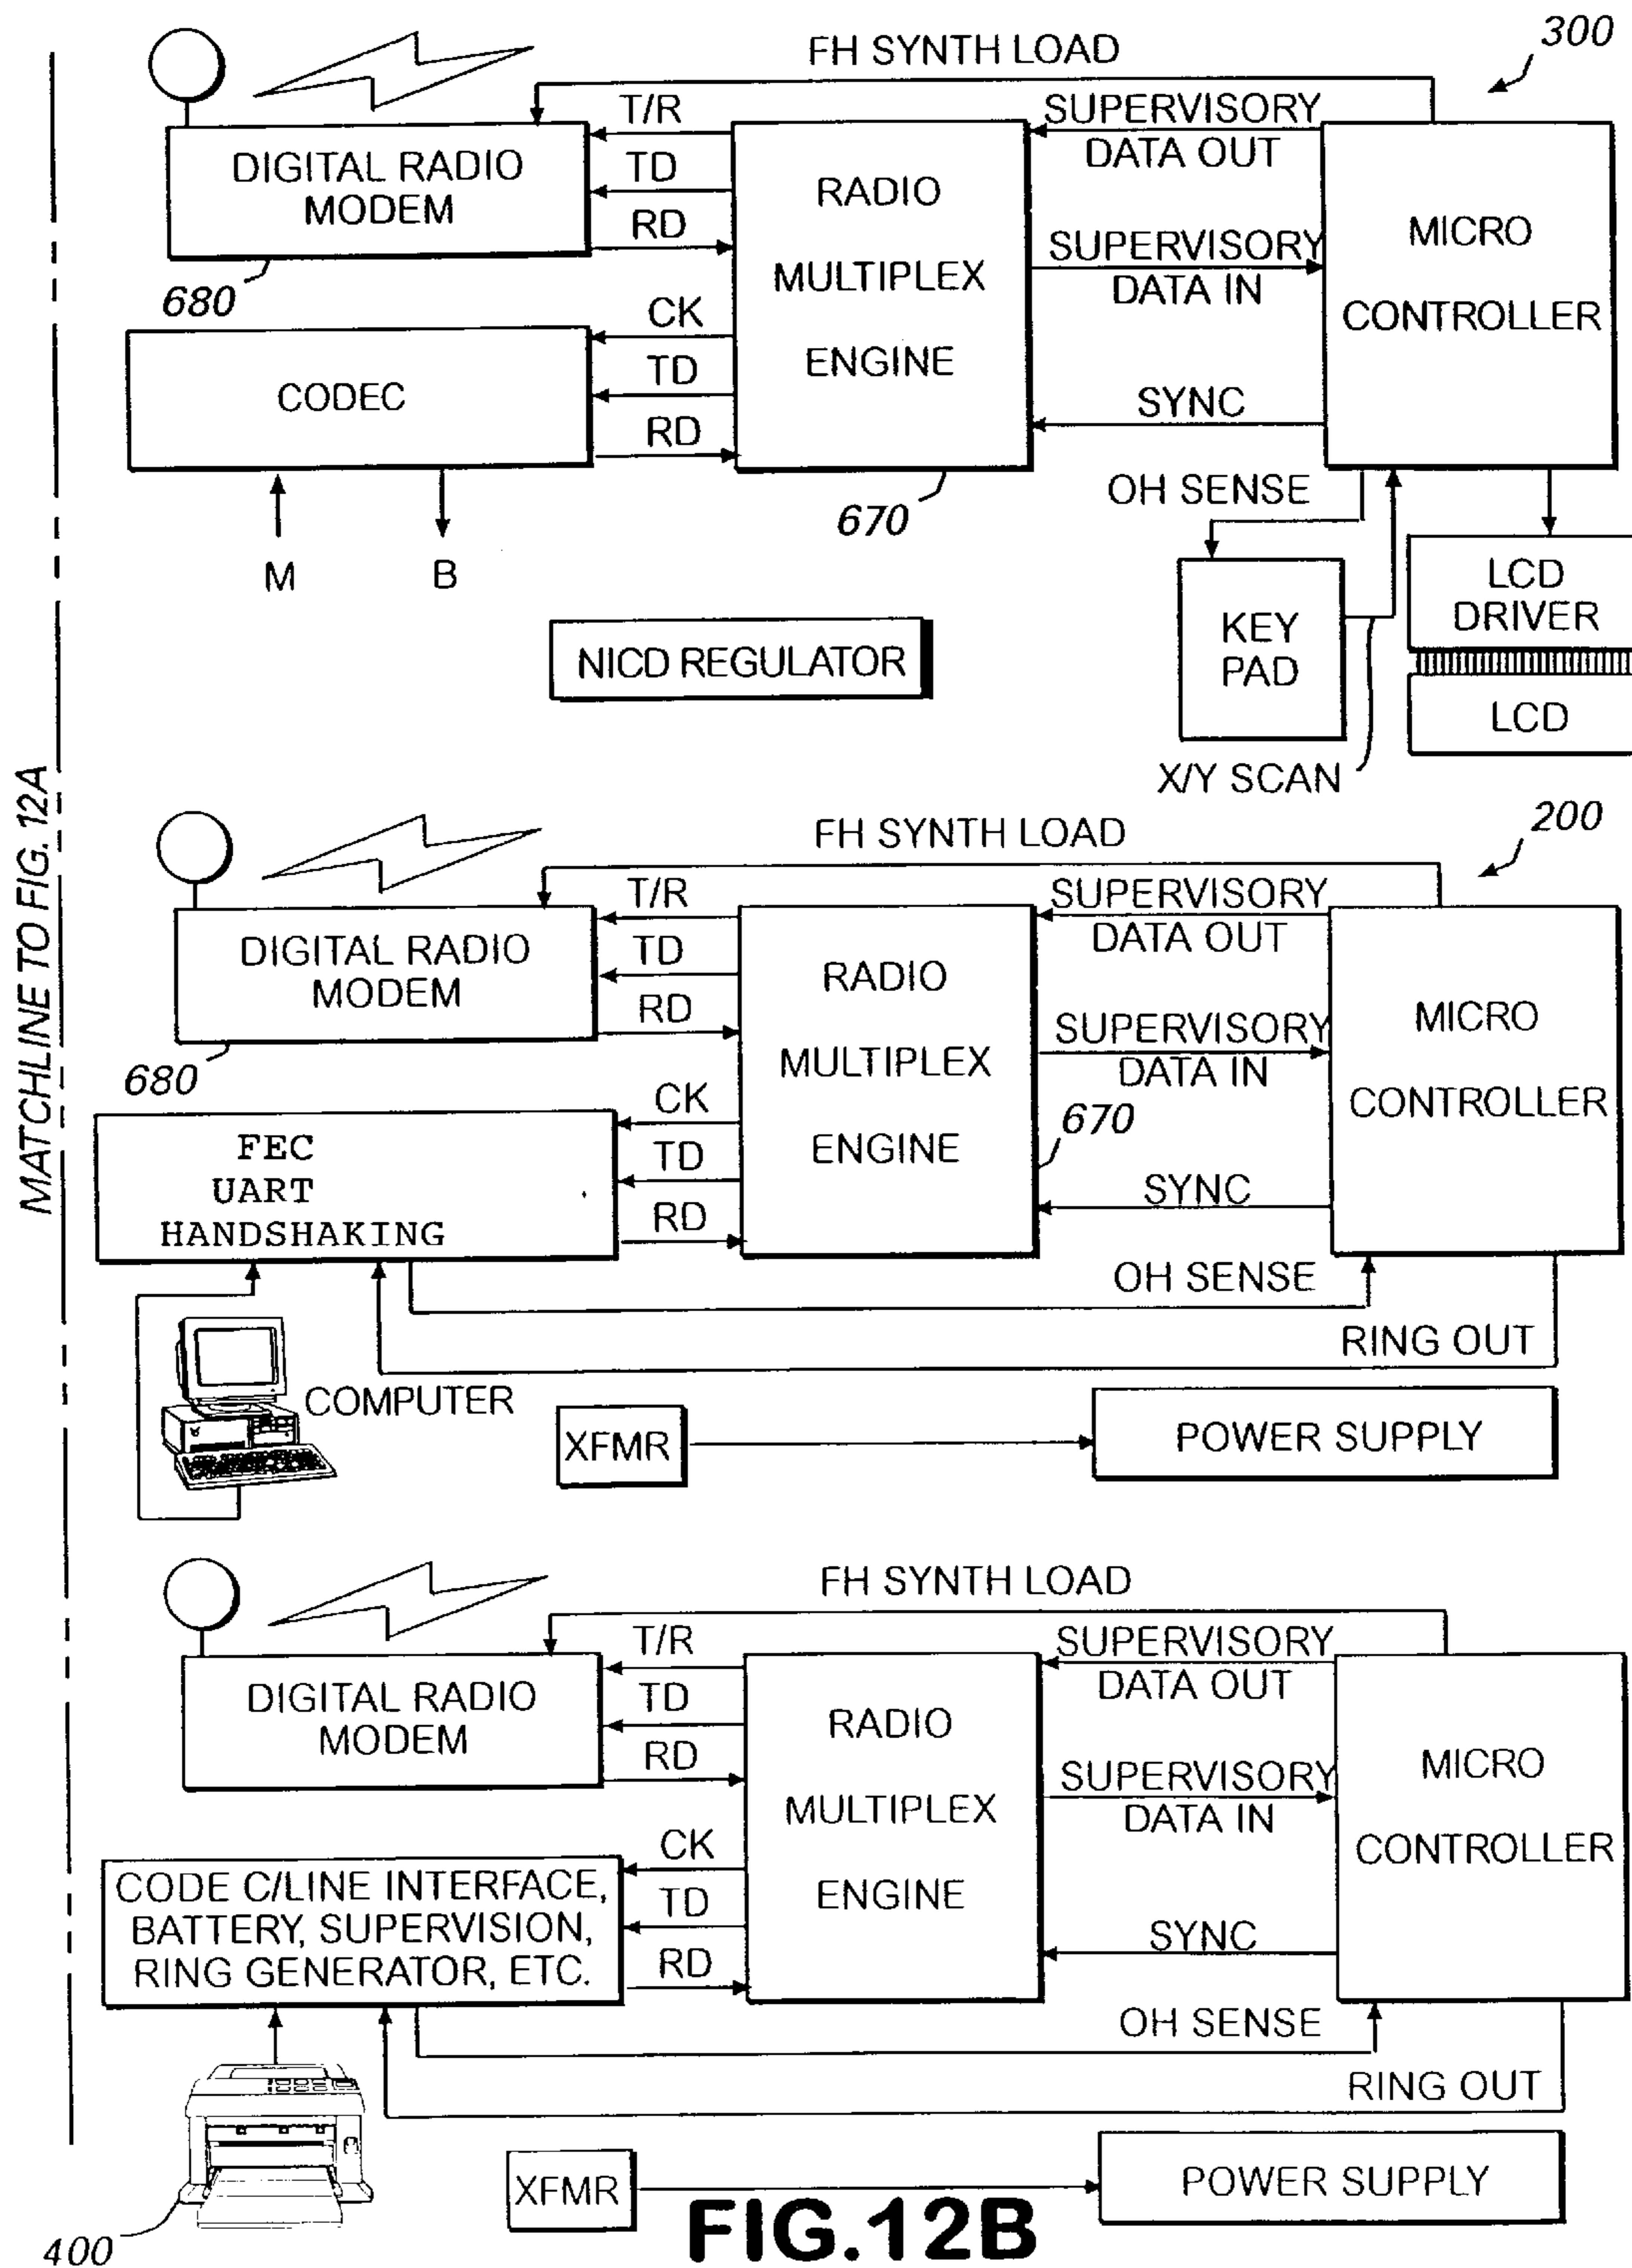 MATCHLINE TO FIG. 12A
300
FH SYNTH LOAD
DIGITAL RADIO
MODEM
680
T/R
TD
RD
RADIO
MULTIPLEX
ENGINE
670
SUPERVISORY
DATA OUT
SUPERVISORY
DATA IN
SYNC
MICRO
CONTROLLER
CODEC
CK
TD
RD
M
B
OH SENSE
KEY
PAD
X/Y SCAN
LCD
DRIVER
LCD
NICD REGULATOR
200
FH SYNTH LOAD
DIGITAL RADIO
MODEM
680
T/R
TD
RD
RADIO
MULTIPLEX
ENGINE
670
SUPERVISORY
DATA OUT
SUPERVISORY
DATA IN
SYNC
MICRO
CONTROLLER
FEC
UART
HANDSHAKING
CK
TD
RD
OH SENSE
RING OUT
COMPUTER
XFMR
POWER SUPPLY
FH SYNTH LOAD
DIGITAL RADIO
MODEM
T/R
TD
RD
RADIO
MULTIPLEX
ENGINE
SUPERVISORY
DATA OUT
SUPERVISORY
DATA IN
SYNC
MICRO
CONTROLLER
CODE C/LINE INTERFACE,
BATTERY, SUPERVISION,
RING GENERATOR, ETC.
CK
TD
RD
OH SENSE
RING OUT
400
XFMR
POWER SUPPLY
FIG.12B